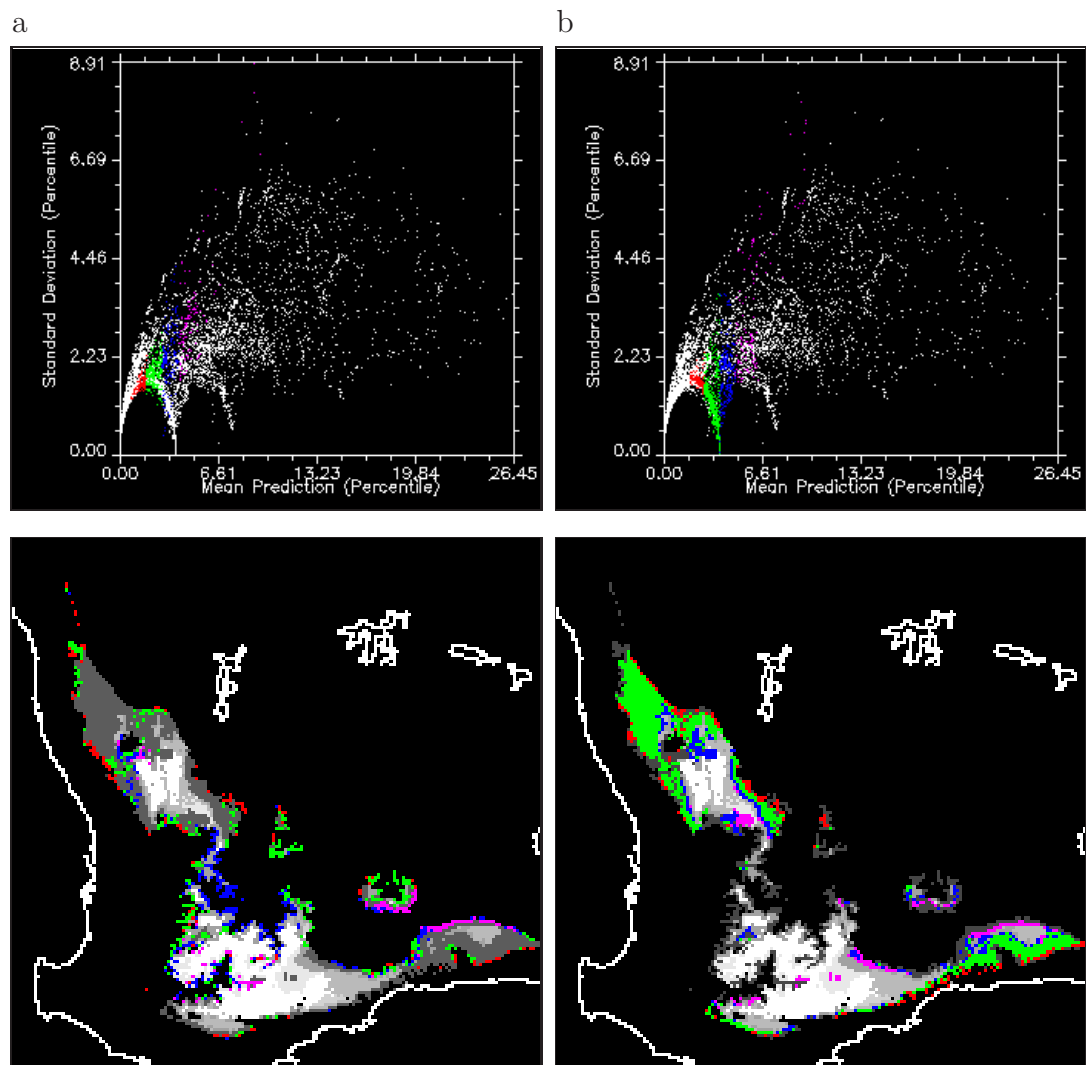 a
b
8.91
6.69
4.46
2.23
0.00
Standard Deviation (Percentile)
0.00 6.61 13.23 19.84 26.45
Mean Prediction (Percentile)
8.91
6.69
4.46
2.23
0.00
Standard Deviation (Percentile)
0.00 6.61 13.23 19.84 26.45
Mean Prediction (Percentile)